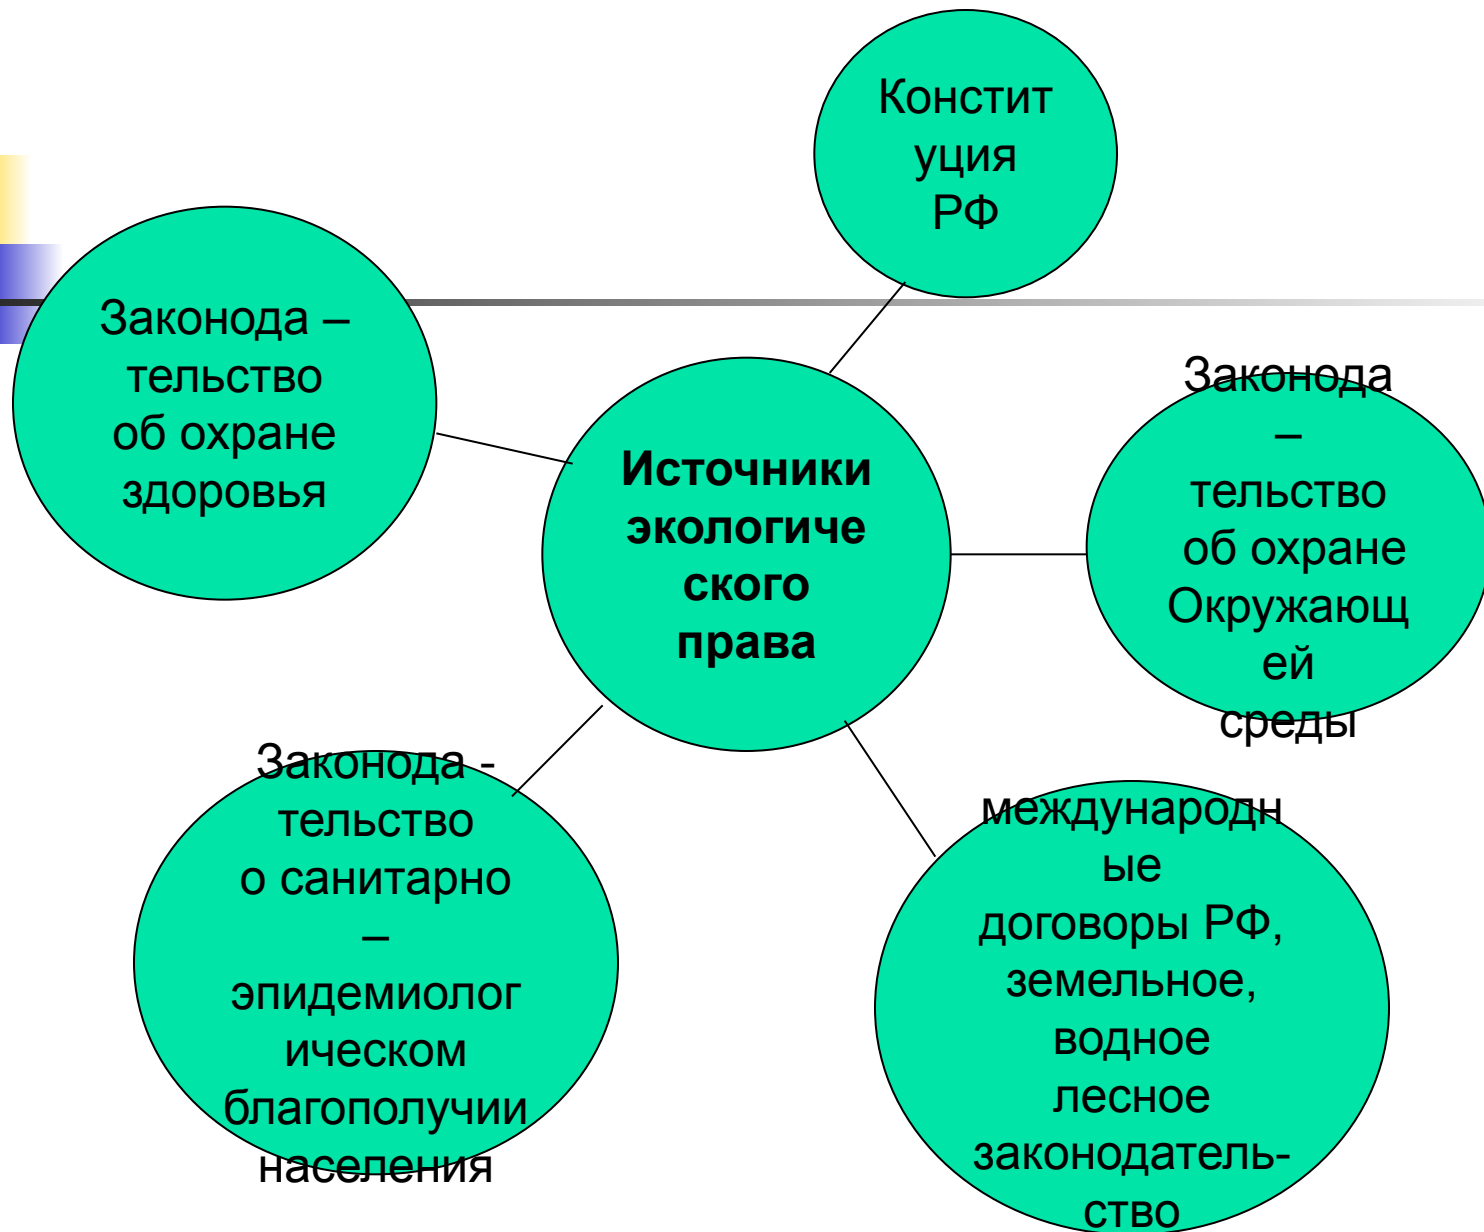 Констит
уция
РФ
Законода –
тельство
об охране
здоровья
Источники
экологиче
ского
права
Законода
–
тельство
об охране
Окружающ
ей
среды
Законода -
тельство
о санитарно
–
эпидемиолог
ическом
благополучии
населения
международн
ые
договоры РФ,
земельное,
водное
лесное
законодатель-
ство